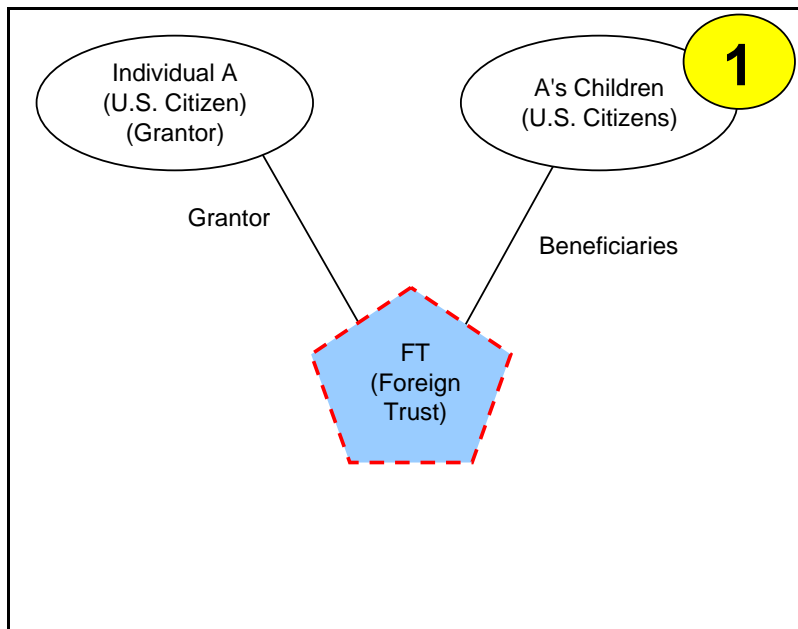 Individual A
(U.S. Citizen)
(Grantor)
A's Children
(U.S. Citizens)
1
Grantor
Beneficiaries
FT
(Foreign
Trust)